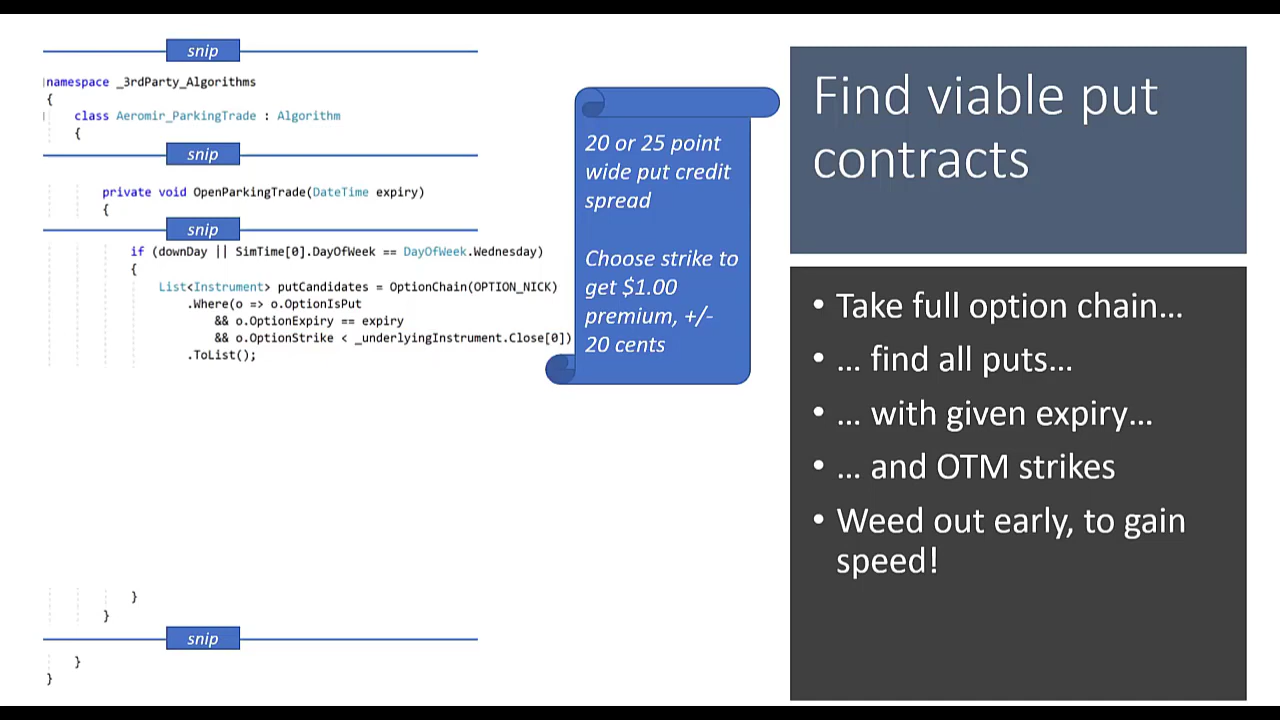 snip
namespace _3rdParty_Algorithms
{
class Aeromir_ParkingTrade : Algorithm
{
snip
private void OpenParkingTrade(DateTime expiry)
{
snip
if (downDay || SimTime[0].DayOfWeek == DayOfWeek.Wednesday)
{
List<Instrument> putCandidates = OptionChain(OPTION_NICK)
.Where(o => o.OptionIsPut
&& o.OptionExpiry == expiry
&& o.OptionStrike < _underlyingInstrument.Close[0])
.ToList();
}
}
snip
}
}
20 or 25 point
wide put credit
spread
Choose strike to
get $1.00
premium, +/-
20 cents
Find viable put
contracts
• Take full option chain…
• … find all puts…
• … with given expiry…
• … and OTM strikes
• Weed out early, to gain
speed!